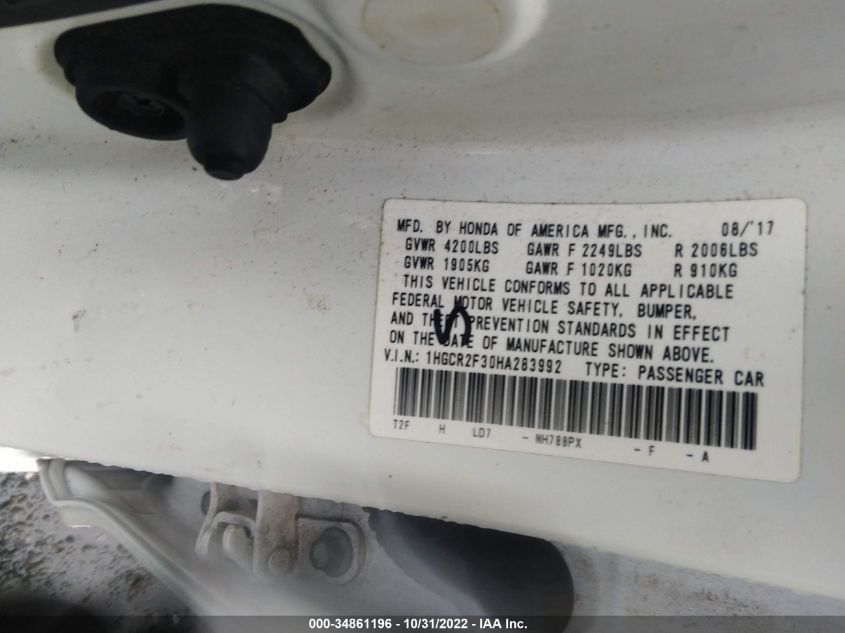 MFD. BY HONDA OF AMERICA MFG., INC. 08/'17
GVWR 4200LBS GAWR F 2249LBS R 2006LBS
GVWR 1905KG GAWR F 1020KG R 910KG
THIS VEHICLE CONFORMS TO ALL APPLICABLE
FEDERAL MOTOR VEHICLE SAFETY, BUMPER,
AND THEFT PREVENTION STANDARDS IN EFFECT
S
ON THE DATE OF MANUFACTURE SHOWN ABOVE.
V.I.N.: 1HGCR2F30HA283992 TYPE: PASSENGER CAR
T2F H LD7 - NH788PX - F - A
000-34861196 - 10/31/2022 - IAA Inc.